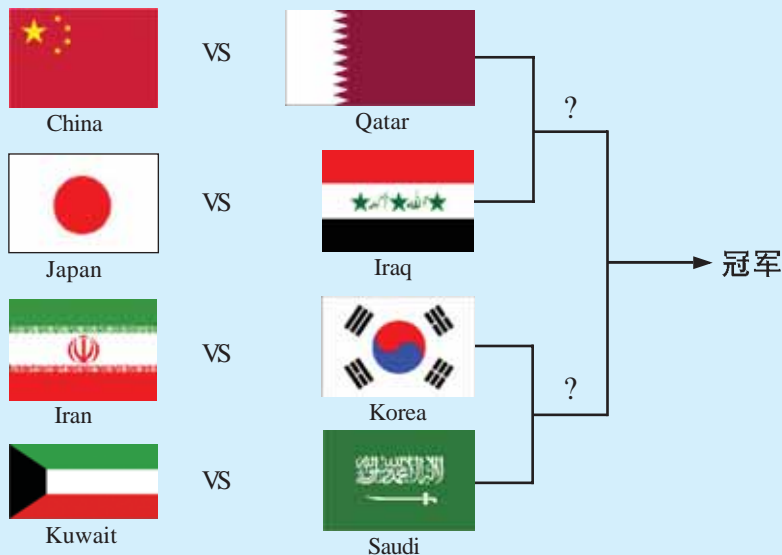 VS
China
Qatar
?
VS
Japan
Iraq
冠军
VS
Iran
Korea
?
VS
Kuwait
Saudi